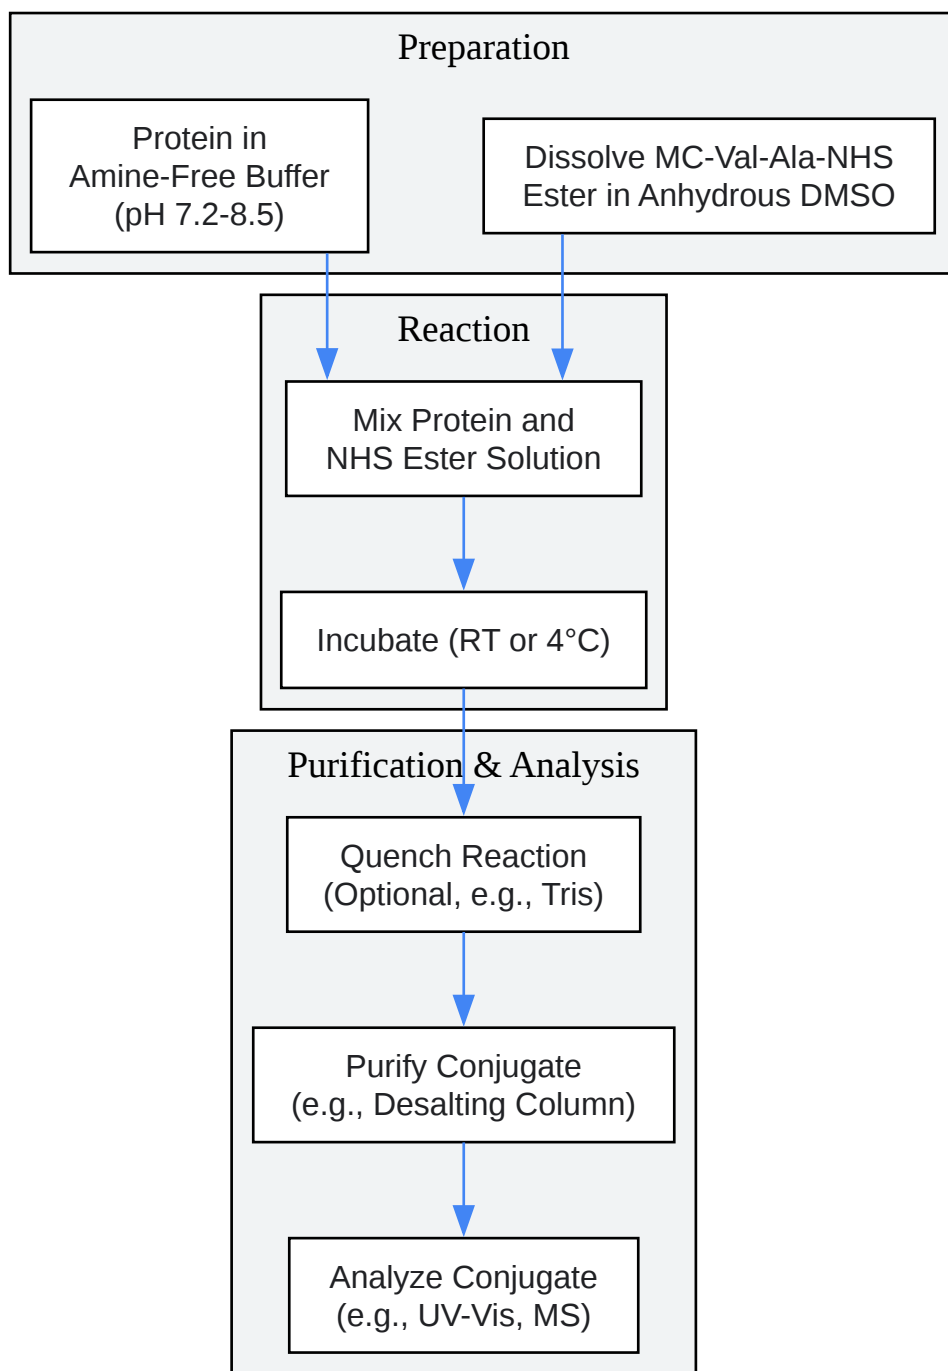 Preparation
Protein in
Amine-Free Buffer
(pH 7.2-8.5)
Dissolve MC-Val-Ala-NHS
Ester in Anhydrous DMSO
Reaction
Mix Protein and
NHS Ester Solution
Incubate (RT or 4°C)
Purification & Analysis
Quench Reaction
(Optional, e.g., Tris)
Purify Conjugate
(e.g., Desalting Column)
Analyze Conjugate
(e.g., UV-Vis, MS)